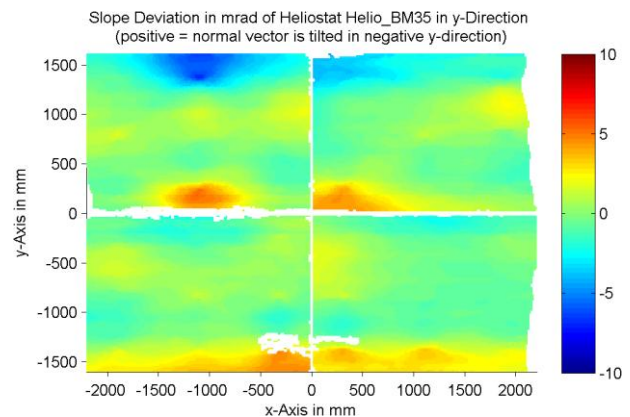 Slope Deviation in mrad of Heliostat Helio_BM35 in y-Direction
(positive = normal vector is tilted in negative y-direction)
1500
1000
500
0
-500
-1000
-1500
y-Axis in mm
-2000 -1500 -1000 -500 0 500 1000 1500 2000
x-Axis in mm
10
5
0
-5
-10